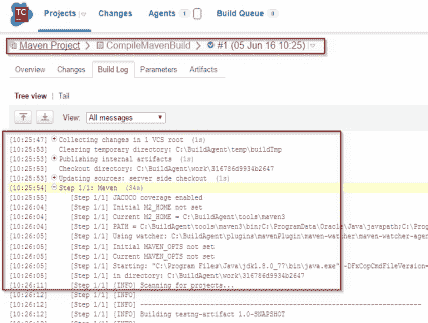 TC
Projects Changes Agents 1 Build Queue 0
Maven Project CompileMavenBuild #1 (05 Jun 16 10:25)
Overview Changes Build Log Parameters Artifacts
Tree view | Tail
View: All messages
[10:25:47] Collecting changes in 1 VCS root (1s)
[10:25:53] Clearing temporary directory: C:\BuildAgent\temp\buildTmp
[10:25:53] Publishing internal artifacts (1s)
[10:25:53] Checkout directory: C:\BuildAgent\work\316786d9934b2647
[10:25:53] Updating sources: server side checkout (1s)
[10:25:54] Step 1/1: Maven (34s)
[10:25:54] [Step 1/1] JACOCO coverage enabled
[10:26:04] [Step 1/1] Initial M2_HOME not set
[10:26:04] [Step 1/1] Current M2_HOME = C:\BuildAgent\tools\maven3
[10:26:04] [Step 1/1] PATH = C:\BuildAgent\tools\maven3\bin;C:\ProgramData\Oracle\Java\javapath;C:\Prog
[10:26:05] [Step 1/1] Using watcher: C:\BuildAgent\plugins\mavenPlugin\maven-watcher\maven-watcher-agen
[10:26:05] [Step 1/1] Initial MAVEN_OPTS not set
[10:26:05] [Step 1/1] Current MAVEN_OPTS not set
[10:26:05] [Step 1/1] Starting: "C:\Program Files\Java\jdk1.8.0_77\bin\java.exe" -DFxCopCmdFileVersion=
[10:26:05] [Step 1/1] in directory: C:\BuildAgent\work\316786d9934b2647
[10:26:11] [Step 1/1] [INFO] Scanning for projects...
[10:26:12] [Step 1/1] [INFO]
[10:26:12] [Step 1/1] [INFO] ------------------------------------------------
[10:26:12] [Step 1/1] [INFO] Building testng-artifact 1.0-SNAPSHOT